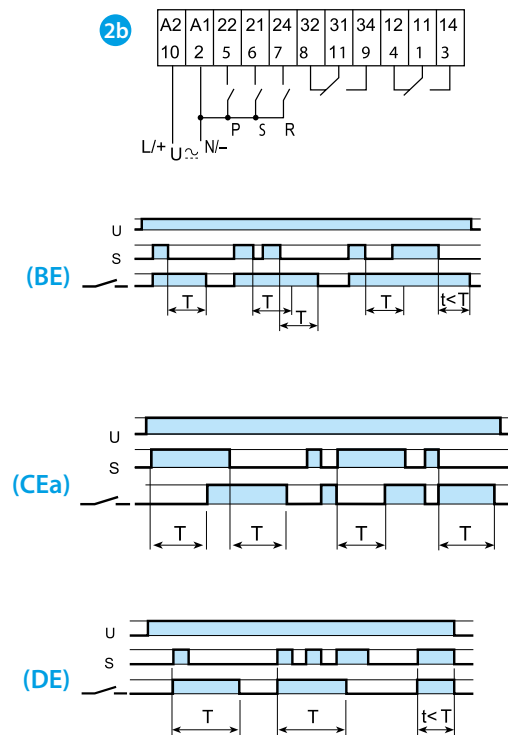 2b
A2 A1 22 21 24 32 31 34 12 11 14
10 2 5 6 7 8 11 9 4 1 3
P S R
L/+ U N/–
U
S
(BE)
T T T T t<T
U
S
(CEa)
T T T T
U
S
(DE)
T T t<T